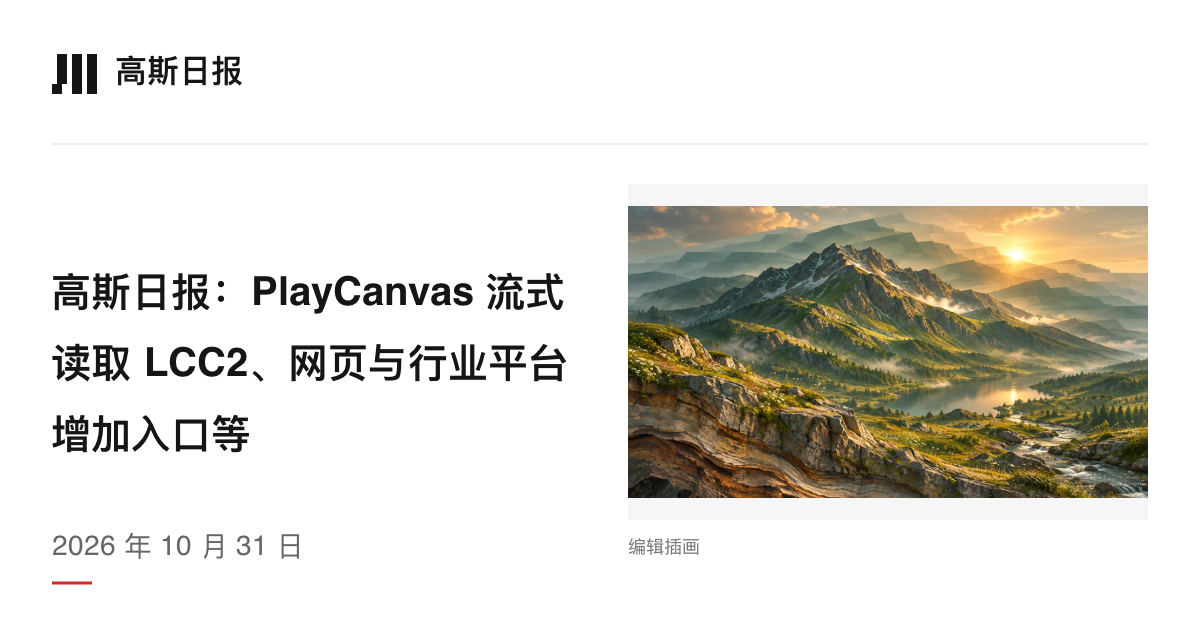 高斯日报
高斯日报：PlayCanvas 流式
读取 LCC2、网页与行业平台
增加入口等
2026 年 10 月 31 日
编辑插画